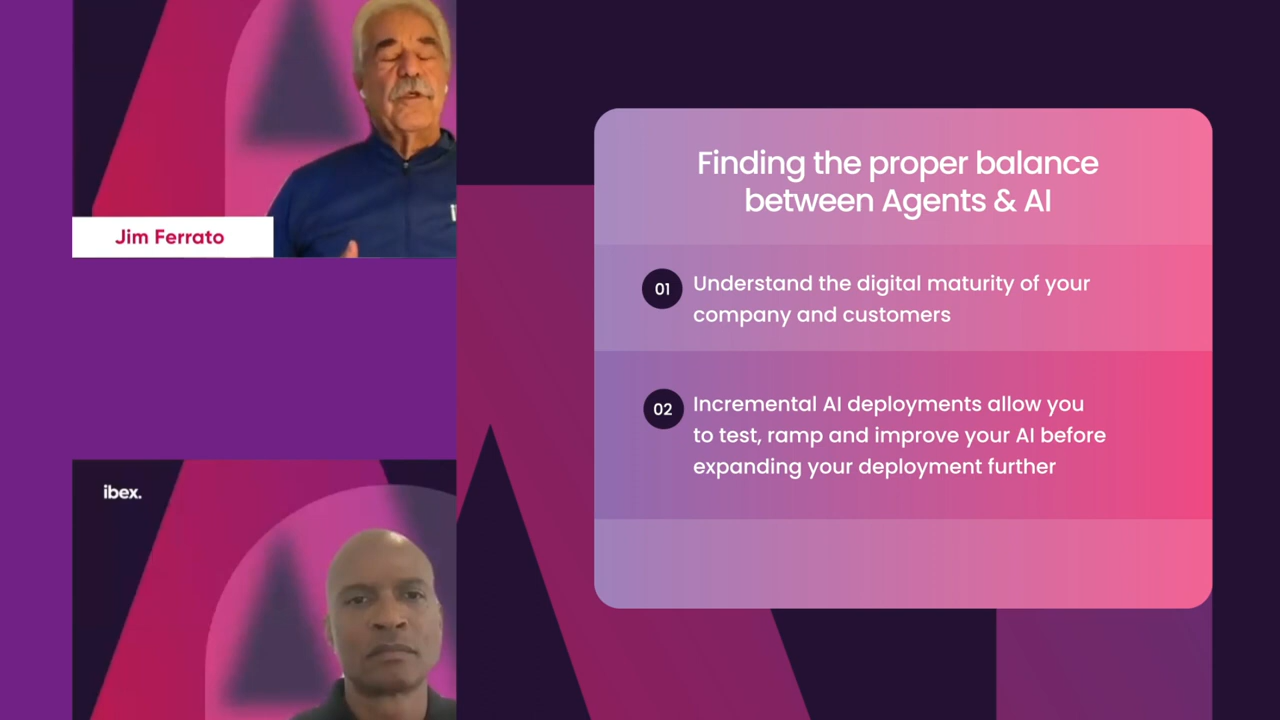 Jim Ferrato
ibex.
Finding the proper balance
between Agents & AI
01
Understand the digital maturity of your
company and customers
02
Incremental AI deployments allow you
to test, ramp and improve your AI before
expanding your deployment further